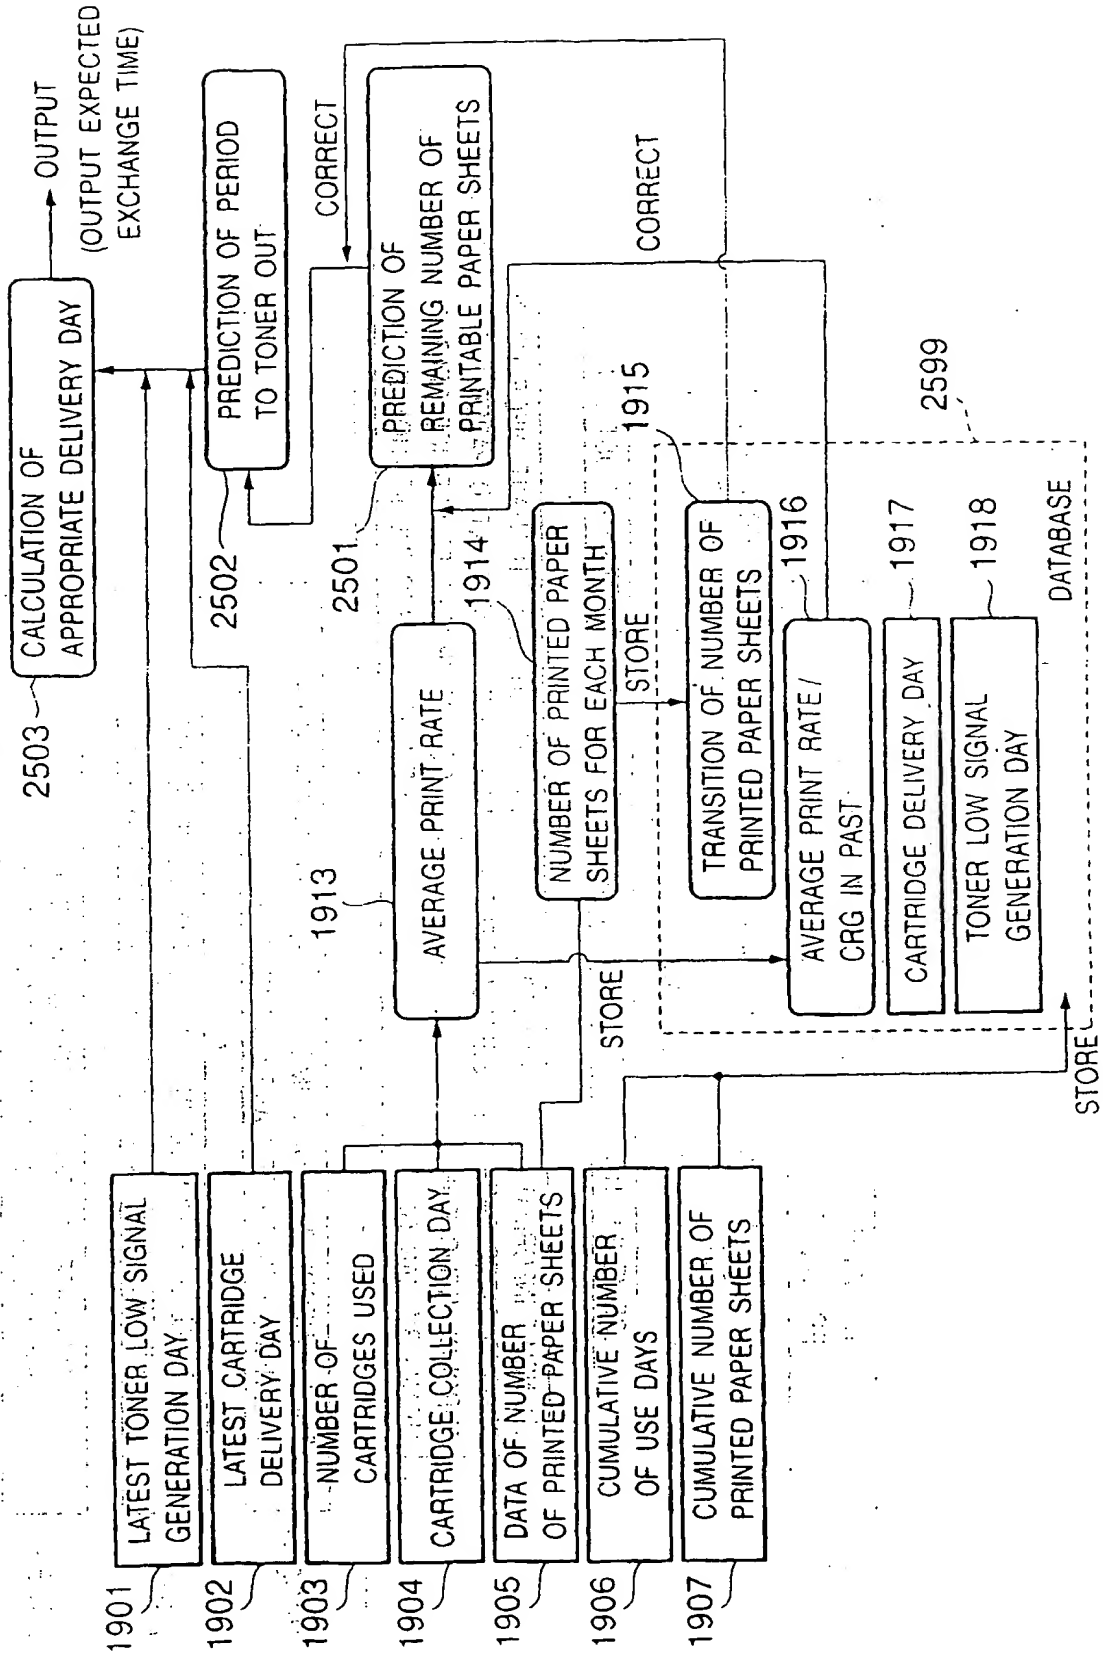 1901
LATEST TONER LOW SIGNAL
GENERATION DAY
1902
LATEST CARTRIDGE
DELIVERY DAY
1903
NUMBER OF
CARTRIDGES USED
1904
CARTRIDGE COLLECTION DAY
1905
DATA OF NUMBER
OF PRINTED PAPER SHEETS
1906
CUMULATIVE NUMBER
OF USE DAYS
1907
CUMULATIVE NUMBER OF
PRINTED PAPER SHEETS
1913
AVERAGE PRINT RATE
STORE
1914
NUMBER OF PRINTED PAPER
SHEETS FOR EACH MONTH
STORE
1915
TRANSITION OF NUMBER OF
PRINTED PAPER SHEETS
1916
AVERAGE PRINT RATE/
CRG IN PAST
1917
CARTRIDGE DELIVERY DAY
1918
TONER LOW SIGNAL
GENERATION DAY
DATABASE
STORE
2599
2503
CALCULATION OF
APPROPRIATE DELIVERY DAY
OUTPUT
(OUTPUT EXPECTED
EXCHANGE TIME)
2502
PREDICTION OF PERIOD
TO TONER OUT
CORRECT
2501
PREDICTION OF
REMAINING NUMBER OF
PRINTABLE PAPER SHEETS
CORRECT